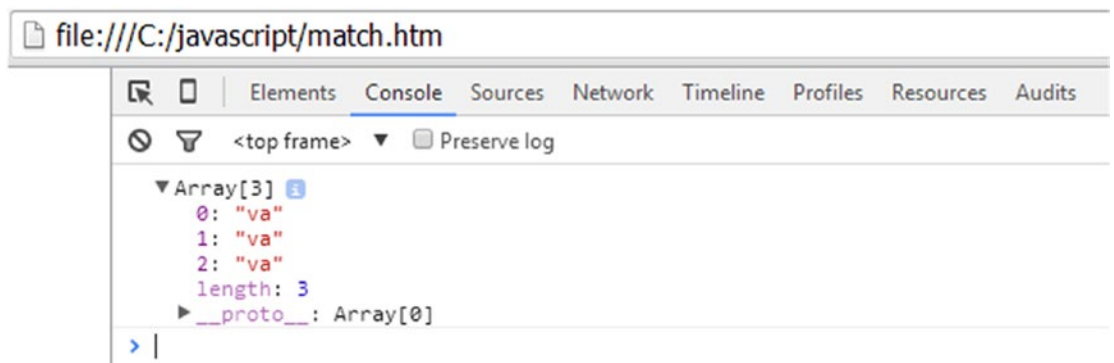 file:///C:/javascript/match.htm
Elements Console Sources Network Timeline Profiles Resources Audits
<top frame> ▼ Preserve log
▼Array[3] i
0: "va"
1: "va"
2: "va"
length: 3
▶__proto__: Array[0]
>